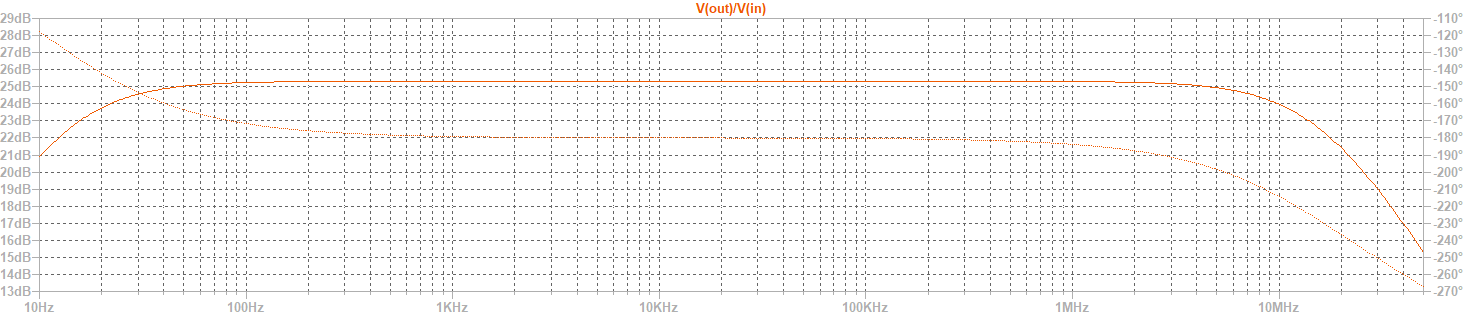 V(out)/V(in)
29dB -110°
28dB -120°
27dB -130°
26dB -140°
25dB -150°
24dB -160°
23dB -170°
22dB -180°
21dB -190°
20dB -200°
19dB -210°
18dB -220°
17dB -230°
16dB -240°
15dB -250°
14dB -260°
13dB -270°
10Hz 100Hz 1KHz 10KHz 100KHz 1MHz 10MHz